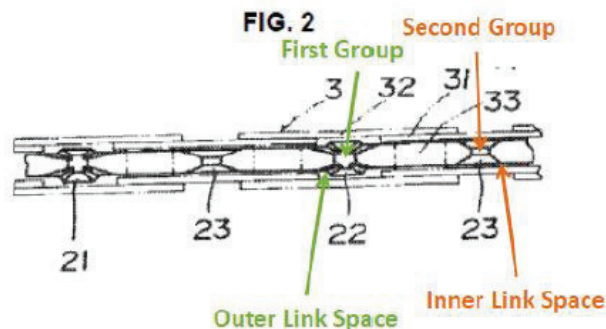 FIG. 2
First Group
Second Group
3
32
31
33
21
23
22
23
Outer Link Space
Inner Link Space